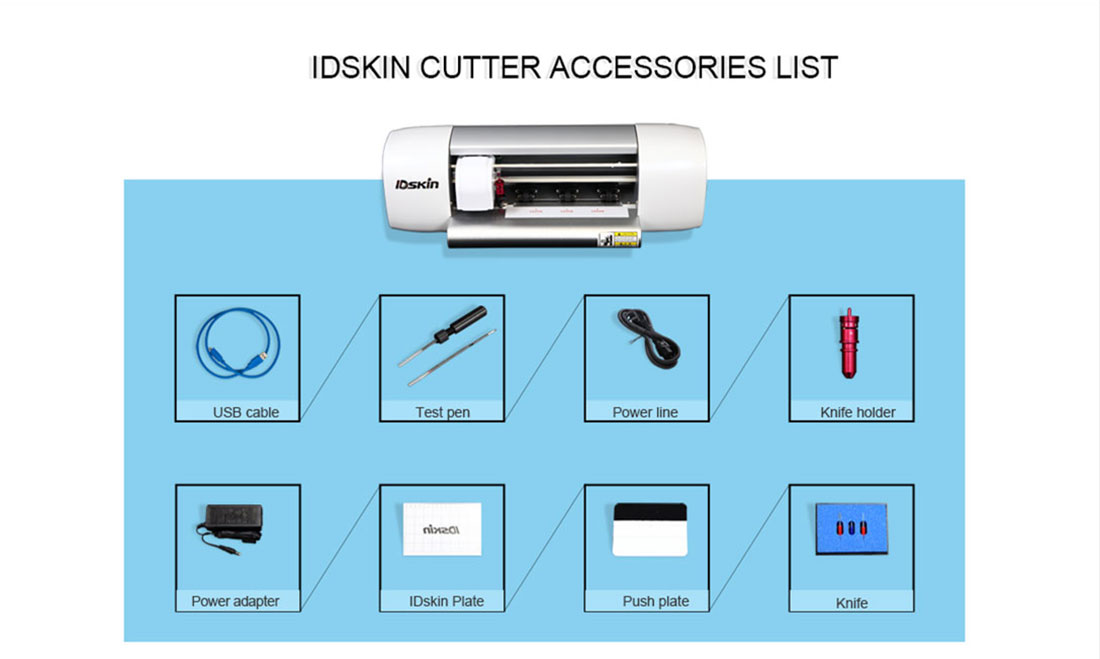 IDSKIN CUTTER ACCESSORIES LIST
IDskin
USB cable
Test pen
Power line
Knife holder
IDskin
Power adapter
IDskin Plate
Push plate
Knife